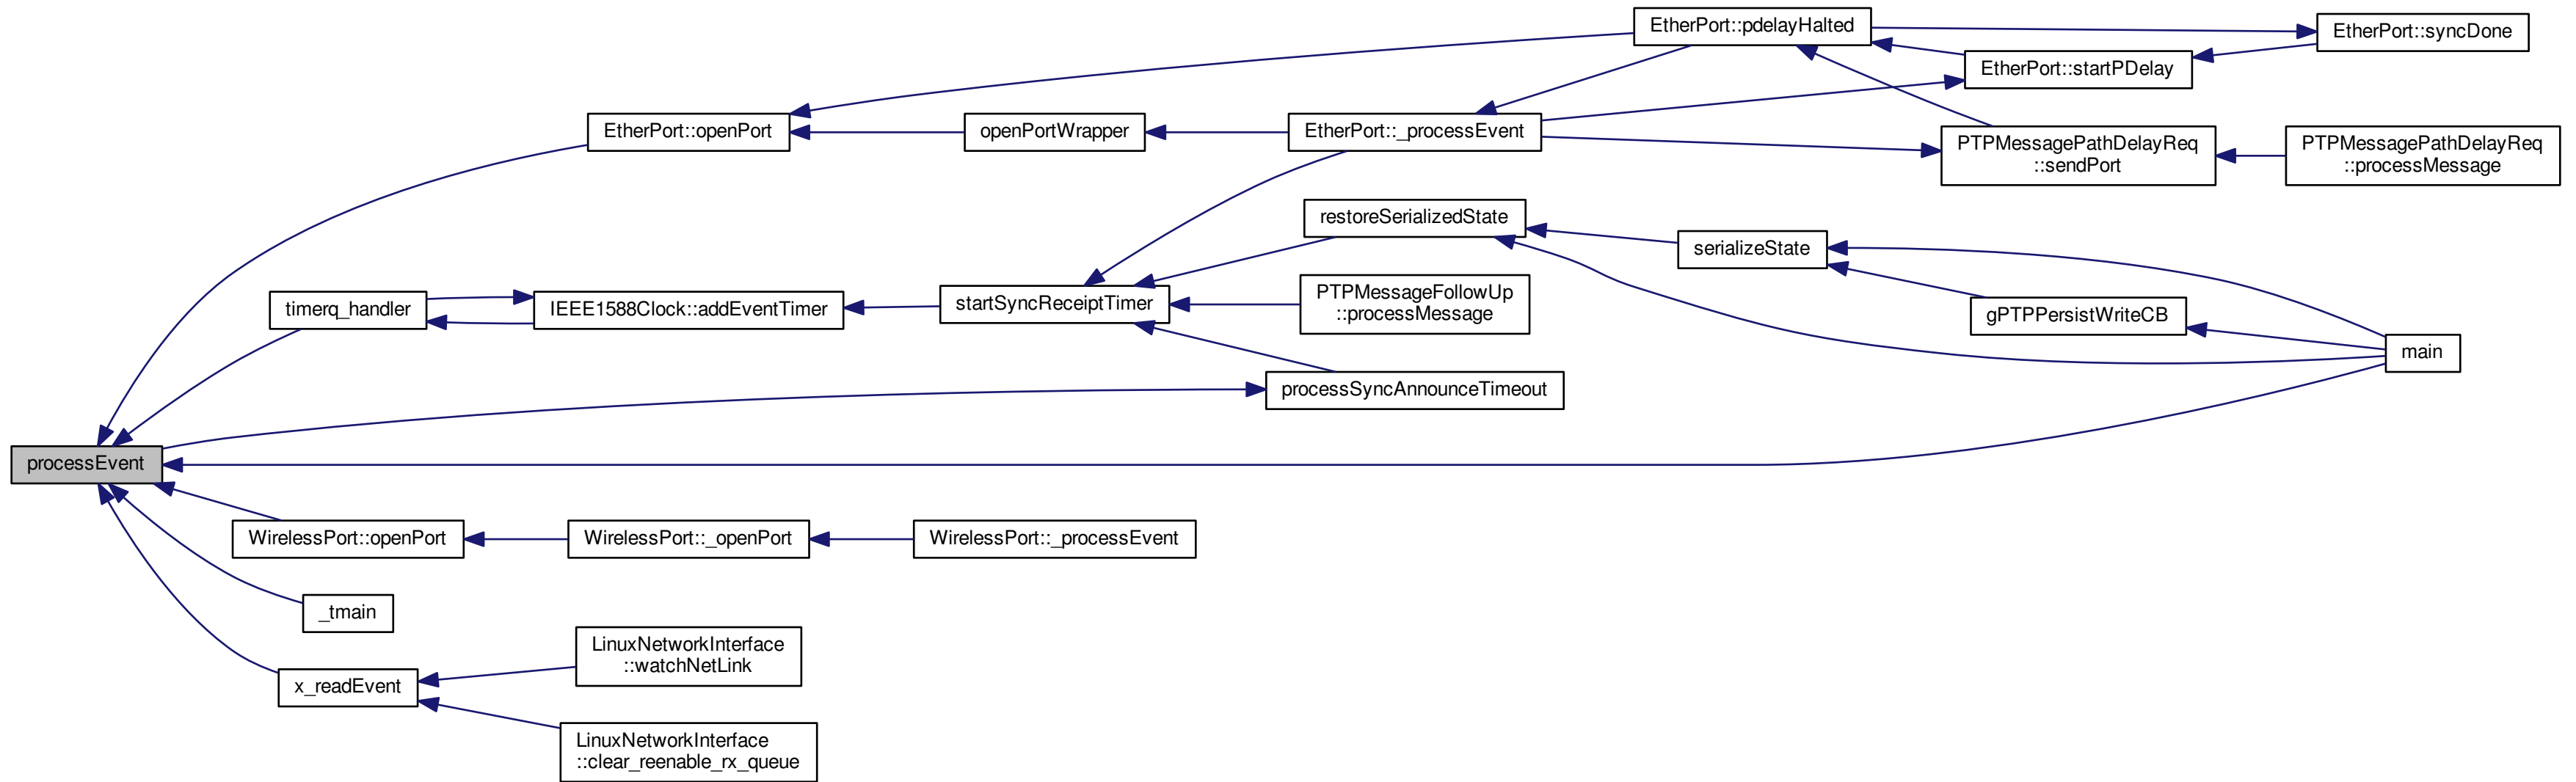 EtherPort::pdelayHalted
EtherPort::syncDone
EtherPort::startPDelay
EtherPort::openPort
openPortWrapper
EtherPort::_processEvent
PTPMessagePathDelayReq
::sendPort
PTPMessagePathDelayReq
::processMessage
restoreSerializedState
serializeState
timerq_handler
IEEE1588Clock::addEventTimer
startSyncReceiptTimer
PTPMessageFollowUp
::processMessage
gPTPPersistWriteCB
main
processSyncAnnounceTimeout
processEvent
WirelessPort::openPort
WirelessPort::_openPort
WirelessPort::_processEvent
_tmain
LinuxNetworkInterface
::watchNetLink
x_readEvent
LinuxNetworkInterface
::clear_reenable_rx_queue